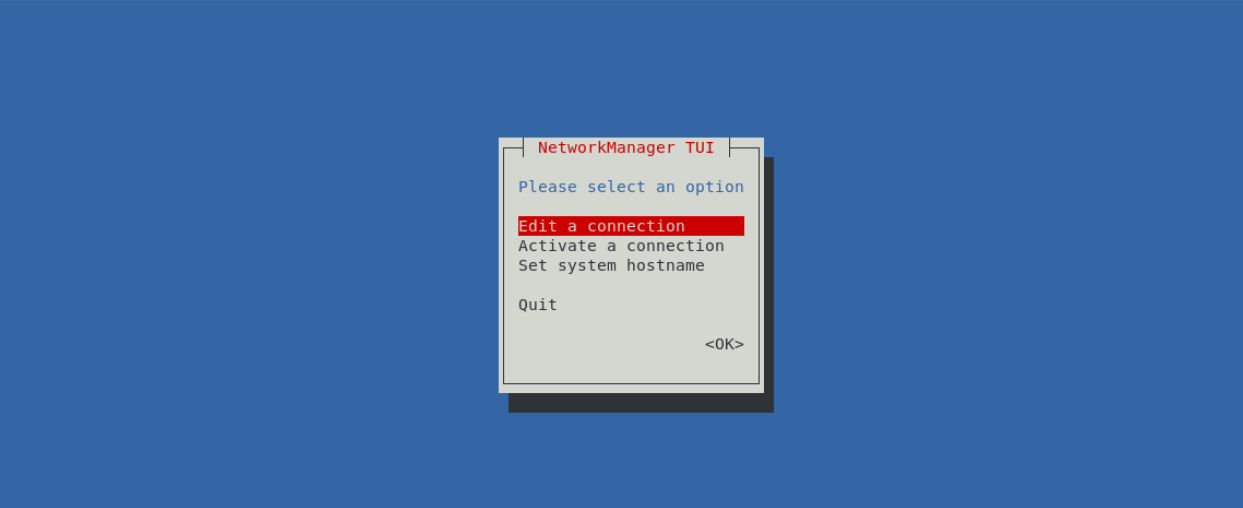 NetworkManager TUI
Please select an option
Edit a connection
Activate a connection
Set system hostname
Quit
<OK>